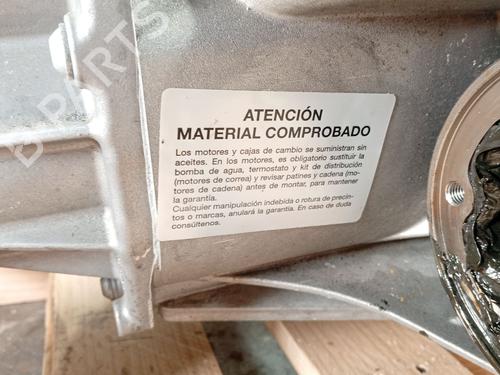 B PARTS
ATENCIÓN
MATERIAL COMPROBADO
Los motores y cajas de cambio se suministran sin
aceites. En los motores, es obligatorio sustituir la
bomba de agua, termostato y kit de distribución
(motores de correa) y revisar patines y cadena (mo-
tores de cadena) antes de montar, para mantener
la garantía.
Cualquier manipulación indebida o rotura de precin-
tos o marcas, anulará la garantía. En caso de duda
consúltenos.